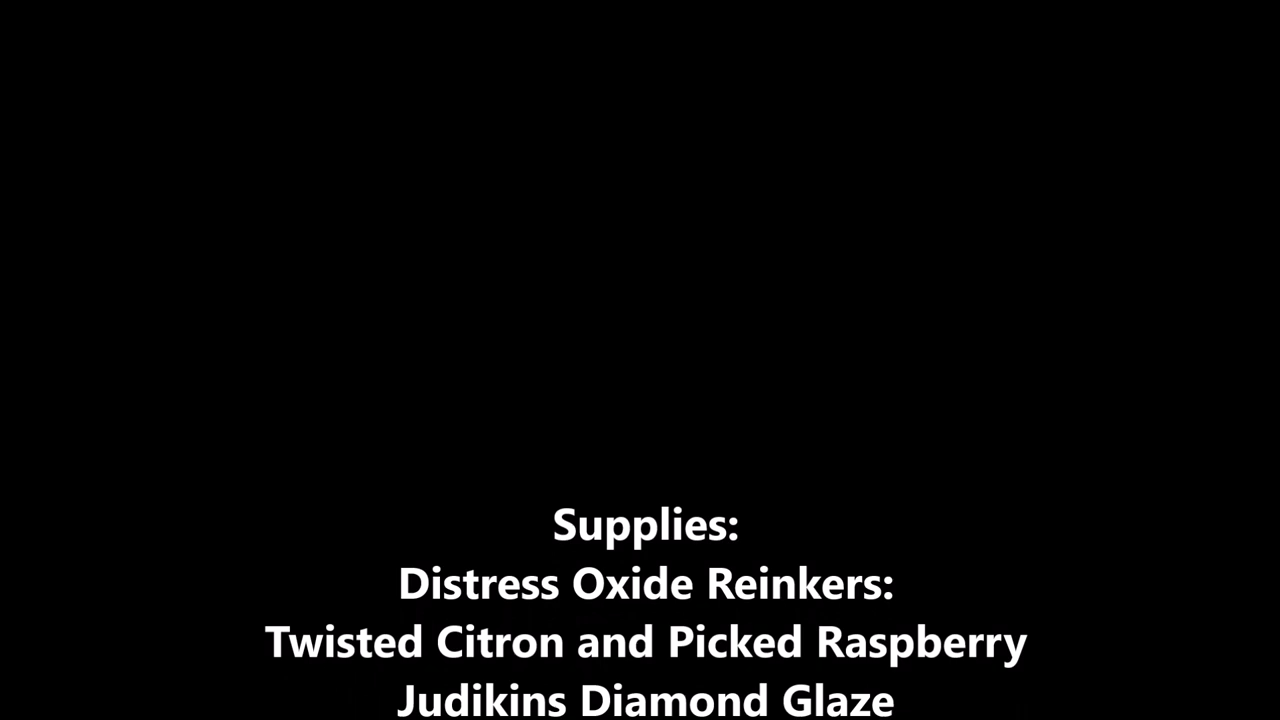 Supplies:
Distress Oxide Reinkers:
Twisted Citron and Picked Raspberry
Judikins Diamond Glaze